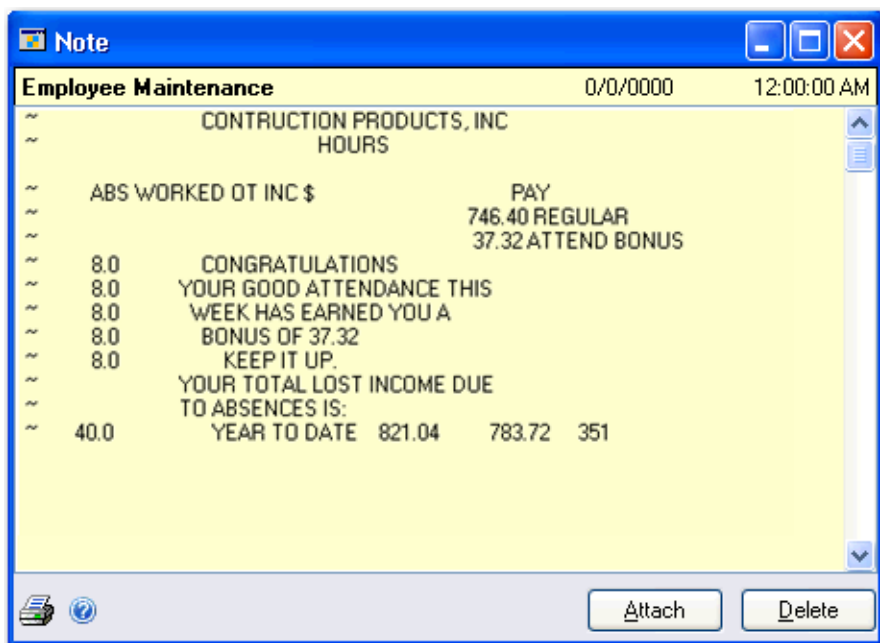 Note
Employee Maintenance 0/0/0000 12:00:00 AM
~ CONTRUCTION PRODUCTS, INC
~ HOURS
~ ABS WORKED OT INC $ PAY
~ 746.40 REGULAR
~ 37.32 ATTEND BONUS
~ 8.0 CONGRATULATIONS
~ 8.0 YOUR GOOD ATTENDANCE THIS
~ 8.0 WEEK HAS EARNED YOU A
~ 8.0 BONUS OF 37.32
~ 8.0 KEEP IT UP.
~ YOUR TOTAL LOST INCOME DUE
~ TO ABSENCES IS:
~ 40.0 YEAR TO DATE 821.04 783.72 351
Attach Delete